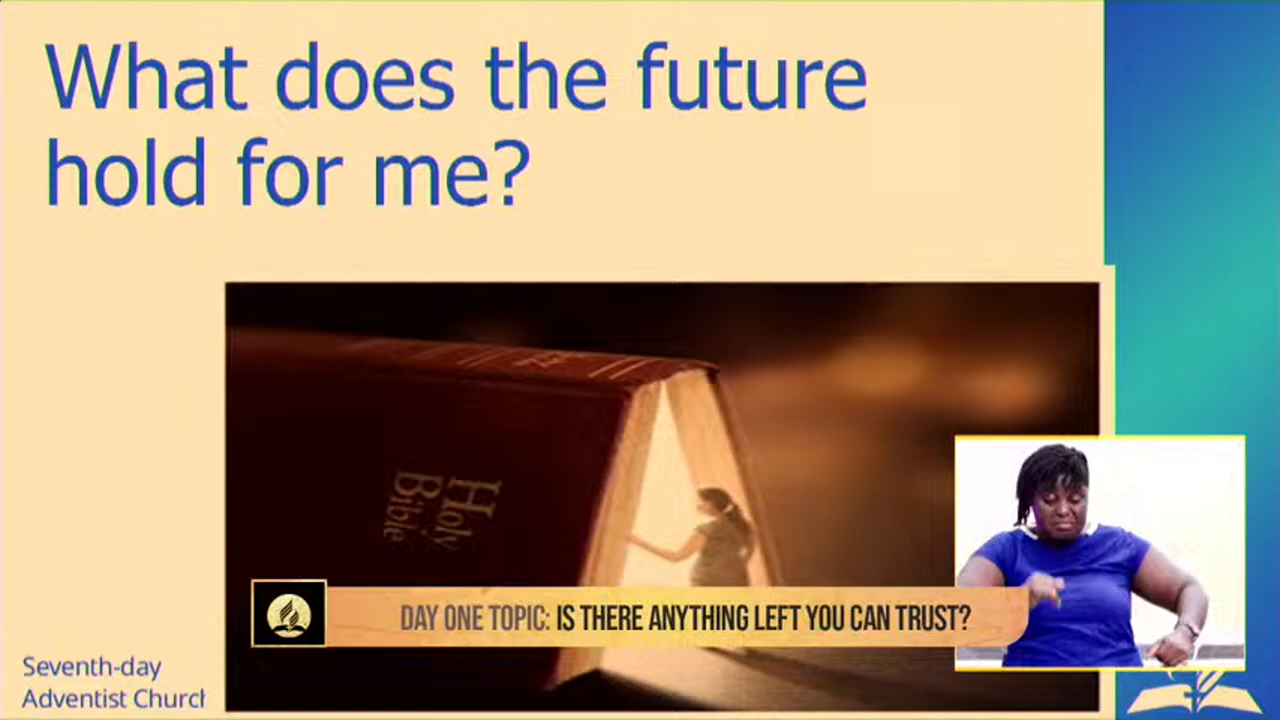 What does the future
hold for me?
Holy
Bible
DAY ONE TOPIC: IS THERE ANYTHING LEFT YOU CAN TRUST?
Seventh-day
Adventist Church